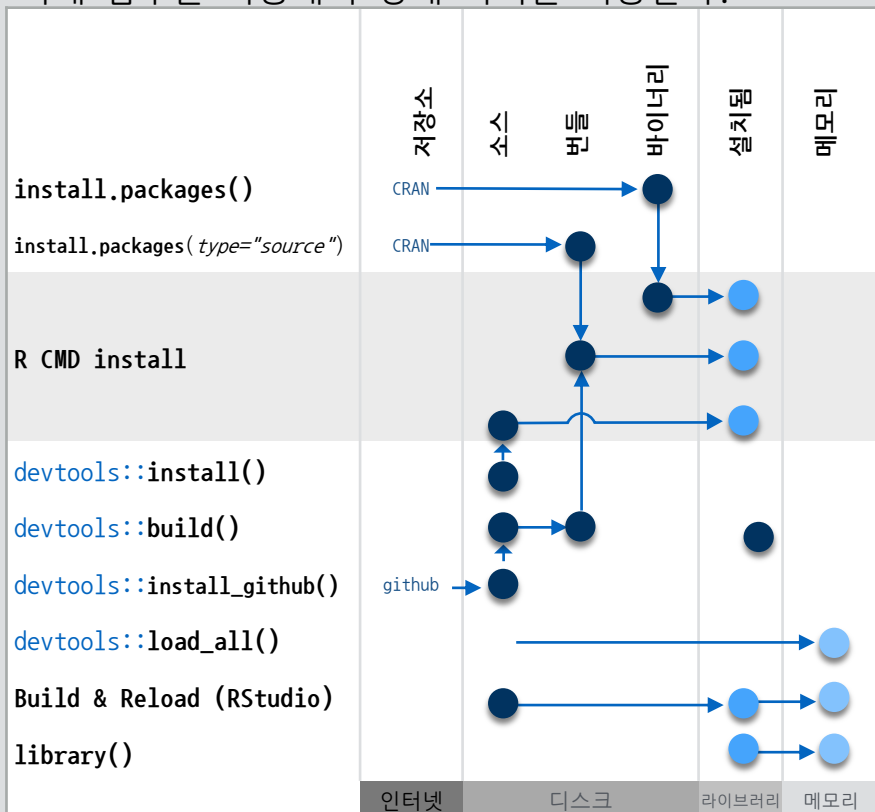 저장소
소스
번들
바이너리
설치됨
메모리
install.packages() CRAN
install.packages(type="source") CRAN
R CMD install
devtools::install()
devtools::build()
devtools::install_github() github
devtools::load_all()
Build & Reload (RStudio)
library()
인터넷 디스크 라이브러리 메모리